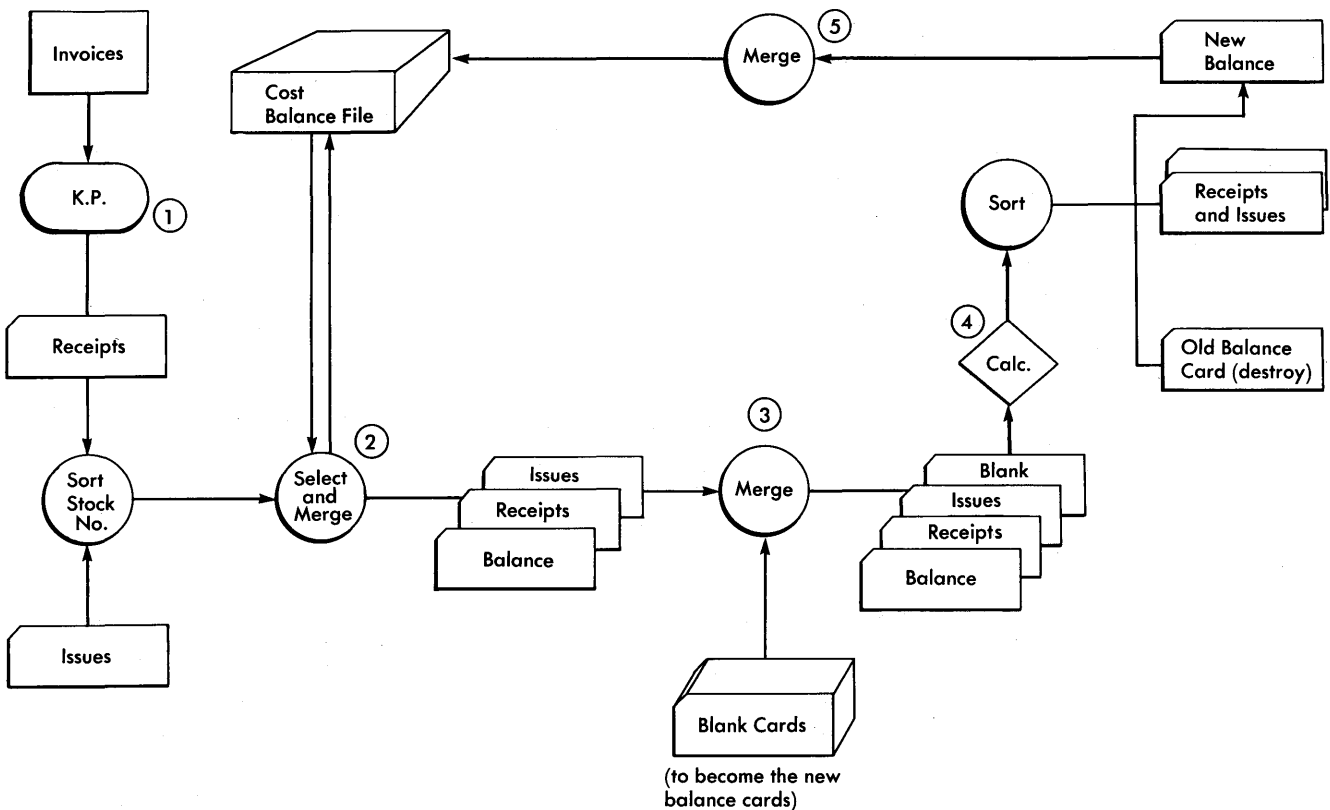 Invoices
K.P.
1
Receipts
Sort
Stock
No.
Issues
Cost
Balance File
Select
and
Merge
2
Issues
Receipts
Balance
Merge
3
Blank Cards
(to become the new
balance cards)
Blank
Issues
Receipts
Balance
Calc.
4
Sort
Receipts
and Issues
Old Balance
Card (destroy)
New
Balance
Merge
5